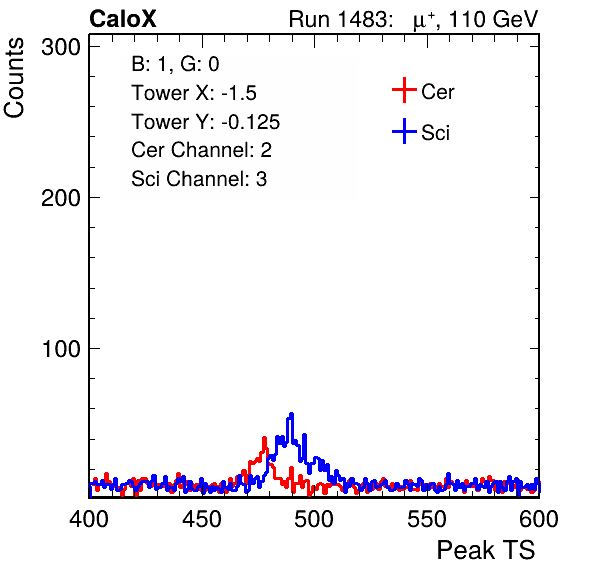 CaloX Run 1483: μ⁺, 110 GeV
Counts
B: 1, G: 0
Tower X: -1.5
Tower Y: -0.125
Cer Channel: 2
Sci Channel: 3
Cer
Sci
300
200
100
400 450 500 550 600
Peak TS